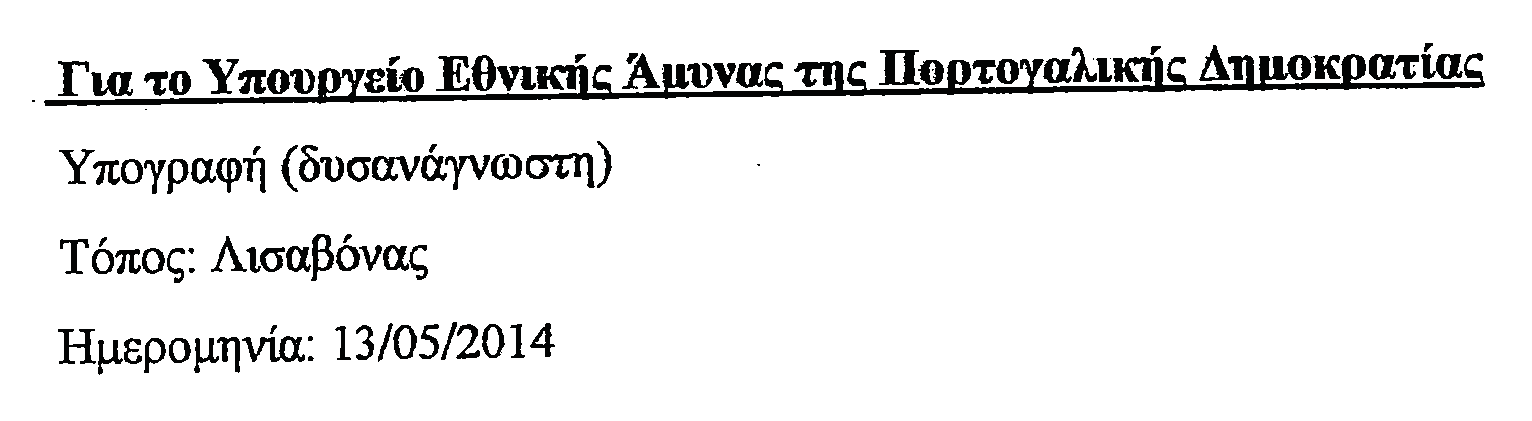 Για το Υπουργείο Εθνικής Άμυνας της Πορτογαλικής Δημοκρατίας
Υπογραφή (δυσανάγνωστη)
Τόπος: Λισαβόνας
Ημερομηνία: 13/05/2014